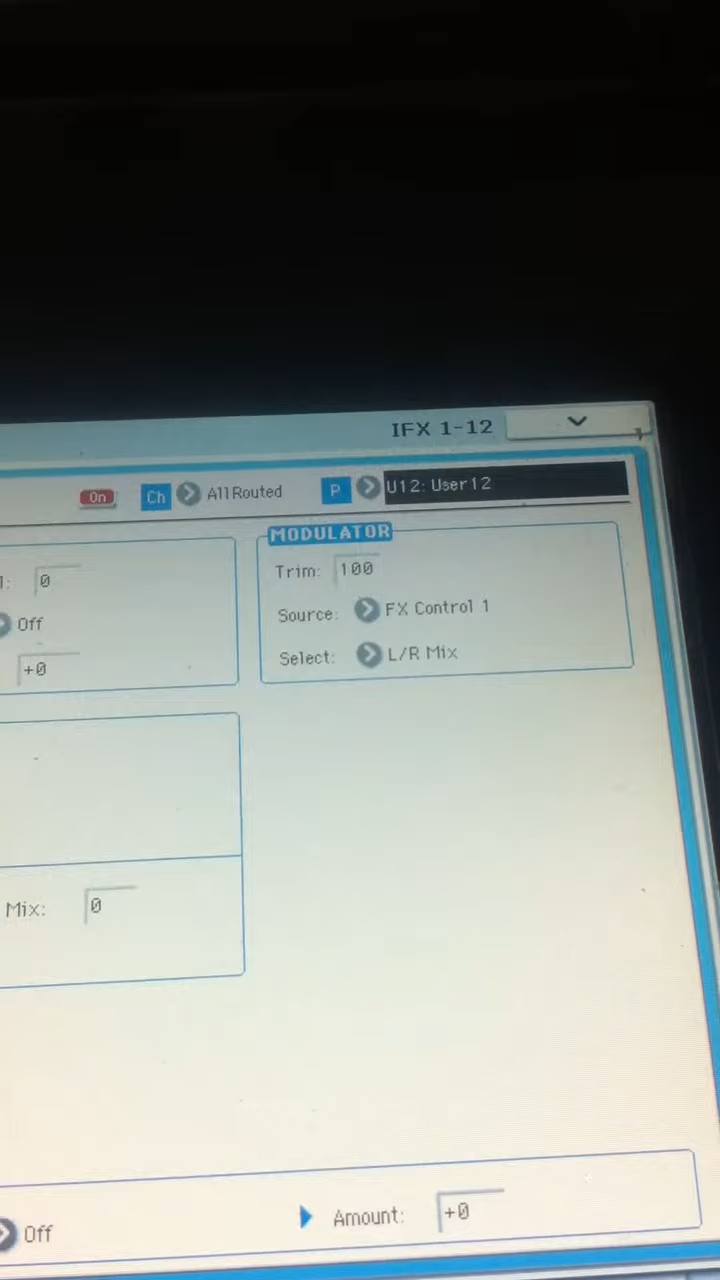 IFX 1-12
On Ch All Routed P U12: User12
MODULATOR
0
Trim: 100
Off
Source: FX Control 1
+0
Select: L/R Mix
Mix: 0
Off
Amount: +0